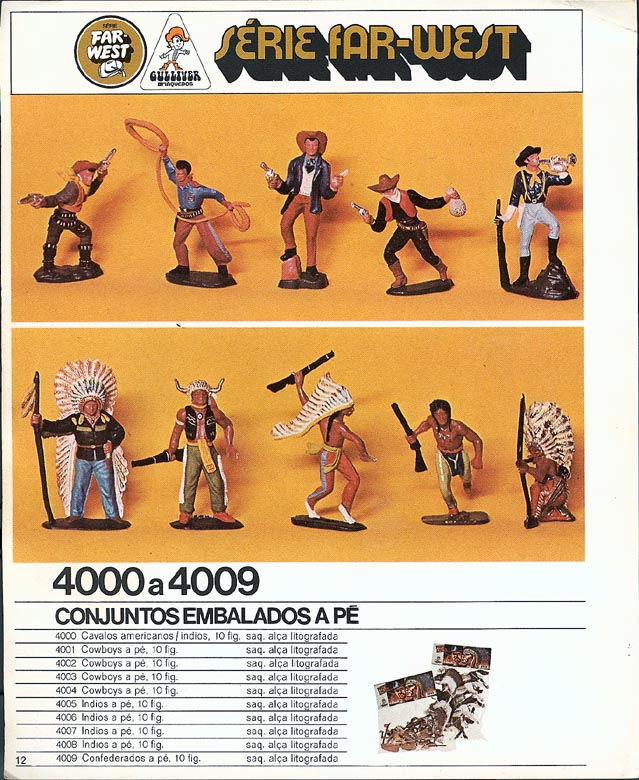 SÉRIE
FAR-WEST
GULLIVER
BRINQUEDOS
SÉRIE FAR-WEST
4000 a 4009
CONJUNTOS EMBALADOS A PÉ
4000 Cavalos americanos / índios, 10 fig. saq. alça litografada
4001 Cowboys a pé, 10 fig. saq. alça litografada
4002 Cowboys a pé, 10 fig. saq. alça litografada
4003 Cowboys a pé, 10 fig. saq. alça litografada
4004 Cowboys a pé, 10 fig. saq. alça litografada
4005 Indios a pé, 10 fig. saq. alça litografada
4006 Indios a pé, 10 fig. saq. alça litografada
4007 Indios a pé, 10 fig. saq. alça litografada
4008 Indios a pé, 10 fig. saq. alça litografada
4009 Confederados a pé, 10 fig. saq. alça litografada
12